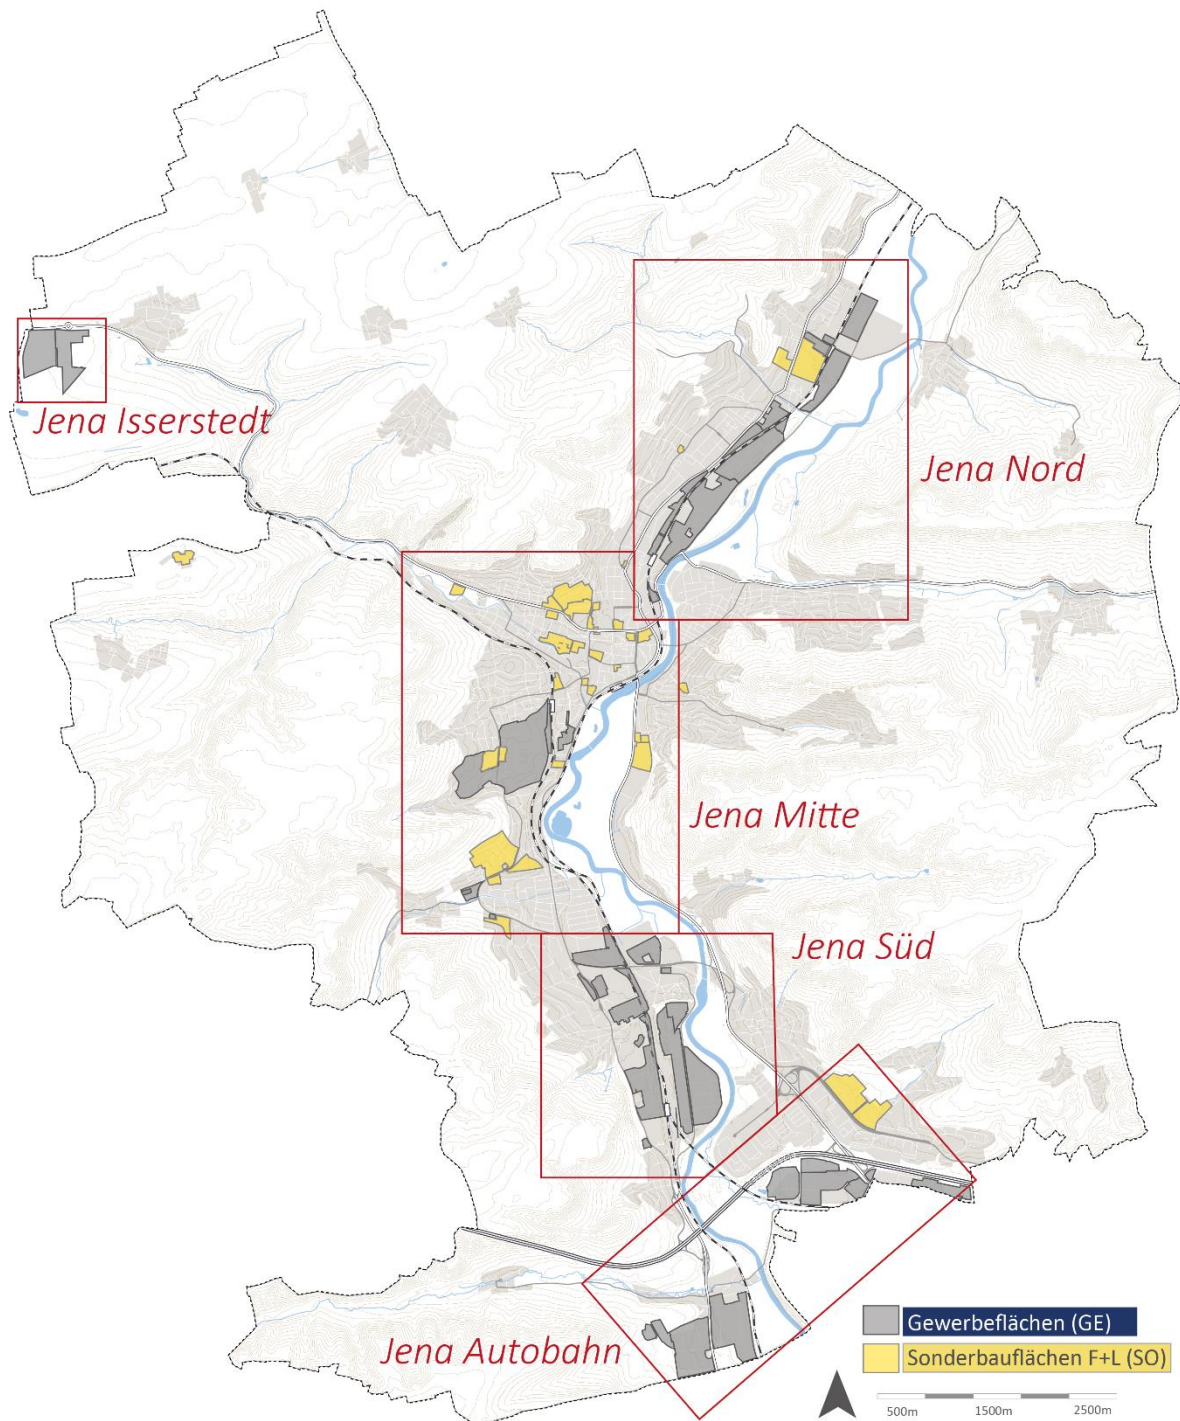 Jena Isserstedt
Jena Nord
Jena Mitte
Jena Süd
Jena Autobahn
Gewerbeflächen (GE)
Sonderbauflächen F+L (SO)
500m 1500m 2500m